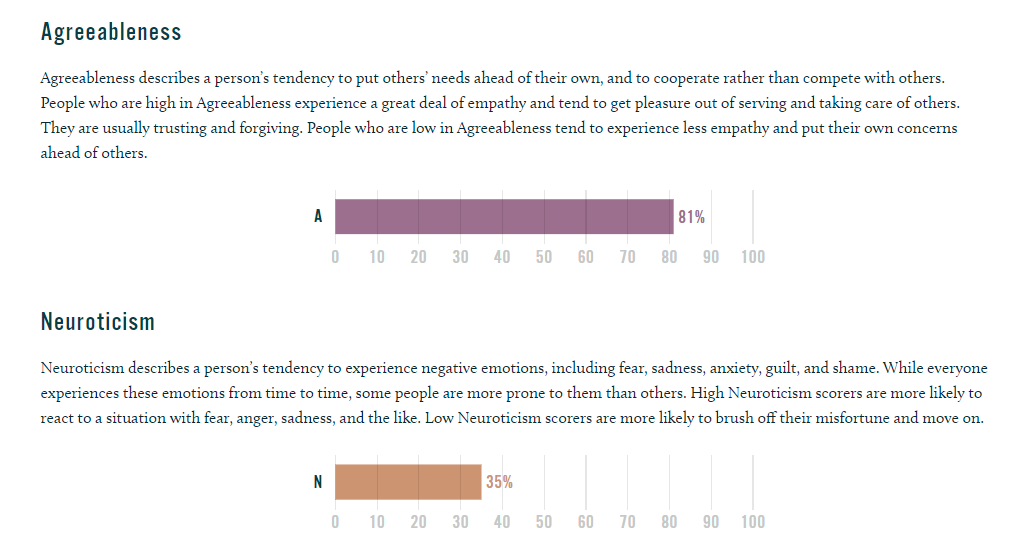 Agreeableness
Agreeableness describes a person's tendency to put others' needs ahead of their own, and to cooperate rather than compete with others.
People who are high in Agreeableness experience a great deal of empathy and tend to get pleasure out of serving and taking care of others.
They are usually trusting and forgiving. People who are low in Agreeableness tend to experience less empathy and put their own concerns
ahead of others.
A 81%
0 10 20 30 40 50 60 70 80 90 100
Neuroticism
Neuroticism describes a person's tendency to experience negative emotions, including fear, sadness, anxiety, guilt, and shame. While everyone
experiences these emotions from time to time, some people are more prone to them than others. High Neuroticism scorers are more likely to
react to a situation with fear, anger, sadness, and the like. Low Neuroticism scorers are more likely to brush off their misfortune and move on.
N 35%
0 10 20 30 40 50 60 70 80 90 100